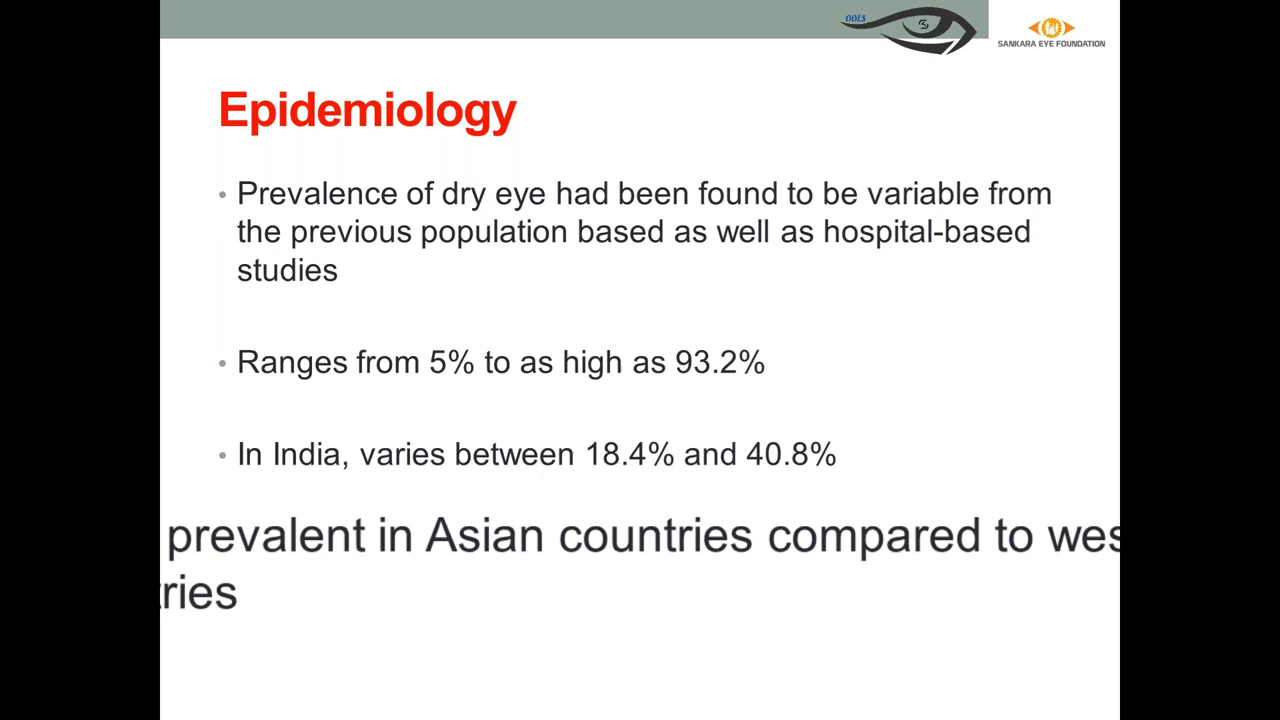 OOLS
SANKARA EYE FOUNDATION
Epidemiology
• Prevalence of dry eye had been found to be variable from
the previous population based as well as hospital-based
studies
• Ranges from 5% to as high as 93.2%
• In India, varies between 18.4% and 40.8%
prevalent in Asian countries compared to wes
tries